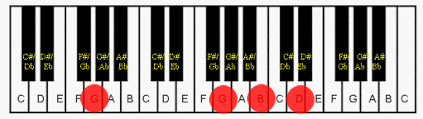 C#/ D#/ F#/ G#/ A# C#/ D# F#/ G#/ A#/ C# D# F# G#/ A#
Db Eb Gb Ab Bb Db Eb Gb Ab Bb Db Eb Gb Ab Bb
C D E F G A B C D E F G A B C D E F G A B C